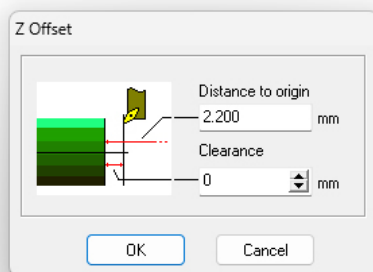 Z Offset
Distance to origin
2.200 mm
Clearance
0 mm
OK Cancel